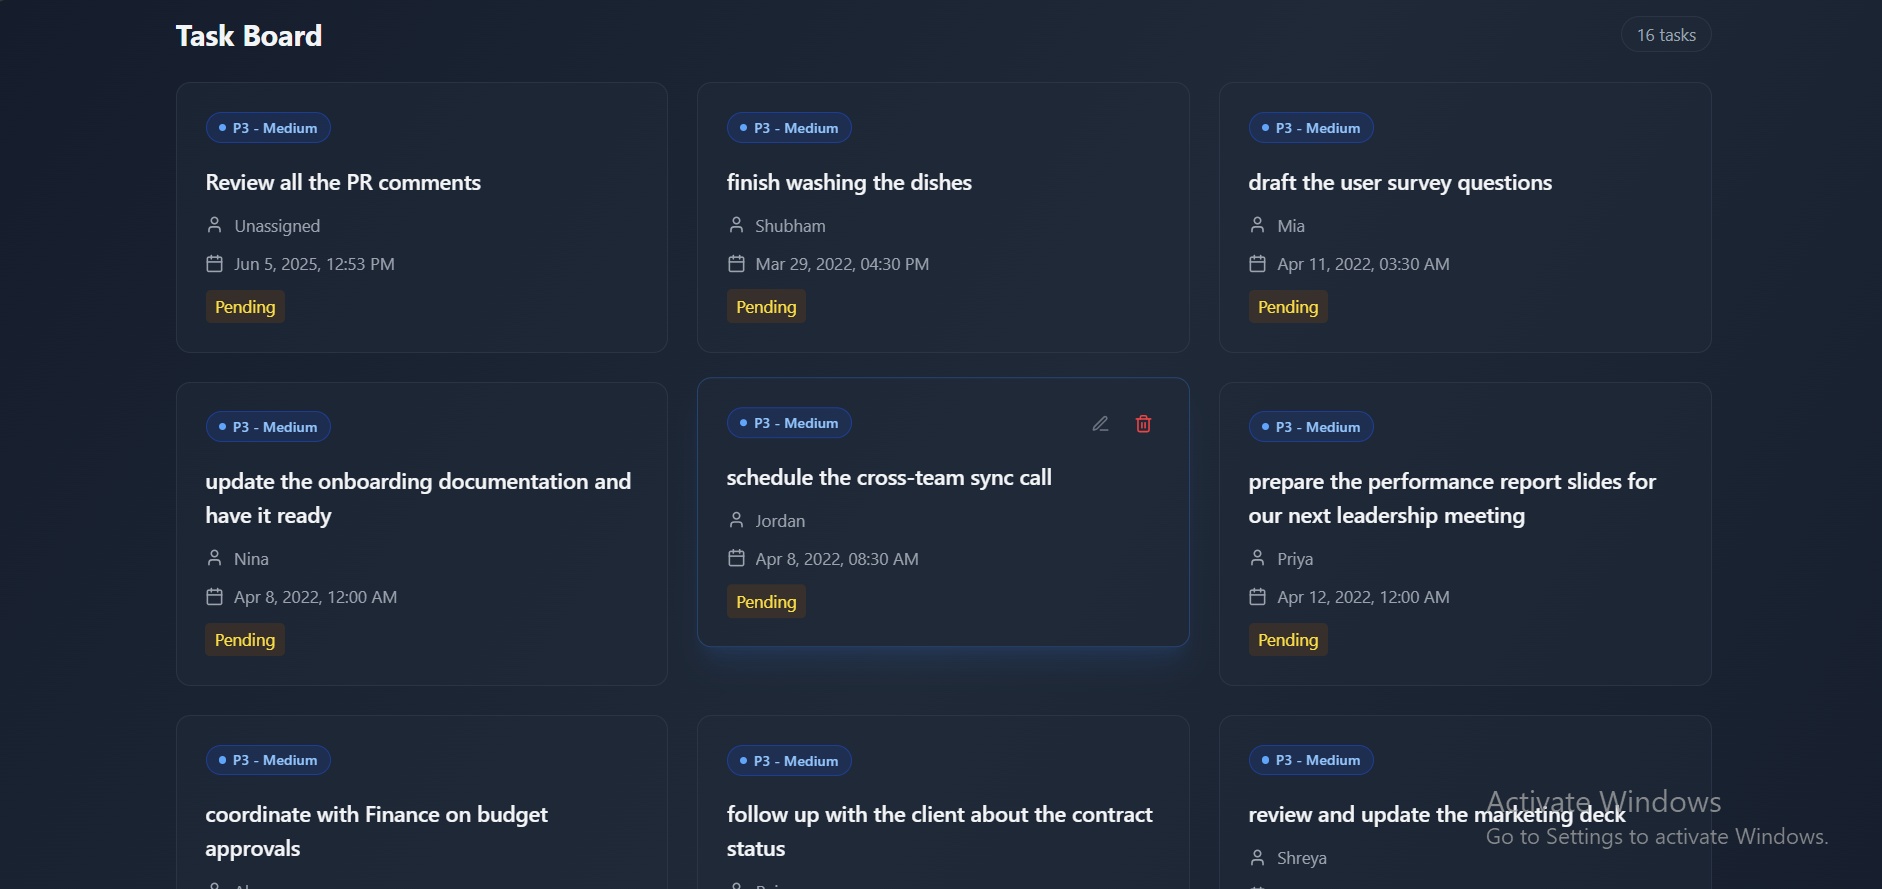 Task Board
16 tasks
P3 - Medium
Review all the PR comments
Unassigned
Jun 5, 2025, 12:53 PM
Pending
P3 - Medium
finish washing the dishes
Shubham
Mar 29, 2022, 04:30 PM
Pending
P3 - Medium
draft the user survey questions
Mia
Apr 11, 2022, 03:30 AM
Pending
P3 - Medium
update the onboarding documentation and
have it ready
Nina
Apr 8, 2022, 12:00 AM
Pending
P3 - Medium
schedule the cross-team sync call
Jordan
Apr 8, 2022, 08:30 AM
Pending
P3 - Medium
prepare the performance report slides for
our next leadership meeting
Priya
Apr 12, 2022, 12:00 AM
Pending
P3 - Medium
coordinate with Finance on budget
approvals
P3 - Medium
follow up with the client about the contract
status
P3 - Medium
review and update the marketing deck
Shreya
Activate Windows
Go to Settings to activate Windows.